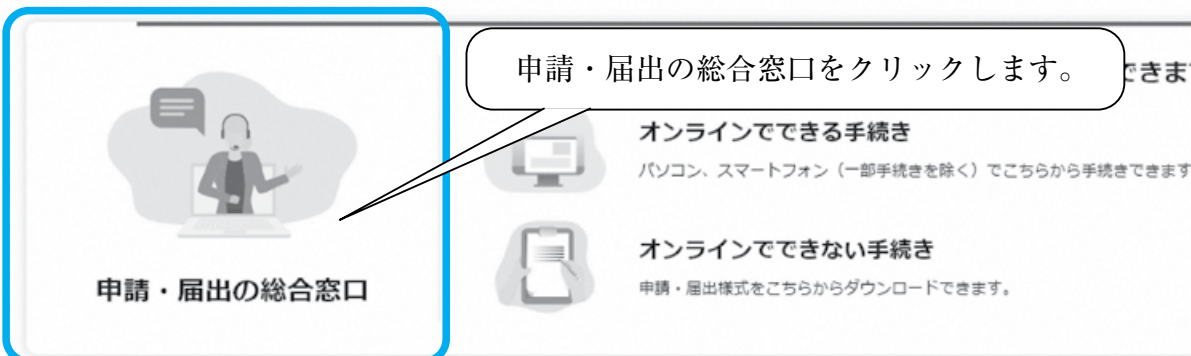 申請・届出の総合窓口をクリックします。
できま
オンラインでできる手続き
パソコン、スマートフォン（一部手続きを除く）でこちらから手続きできます
オンラインでできない手続き
申請・届出様式をこちらからダウンロードできます。
申請・届出の総合窓口